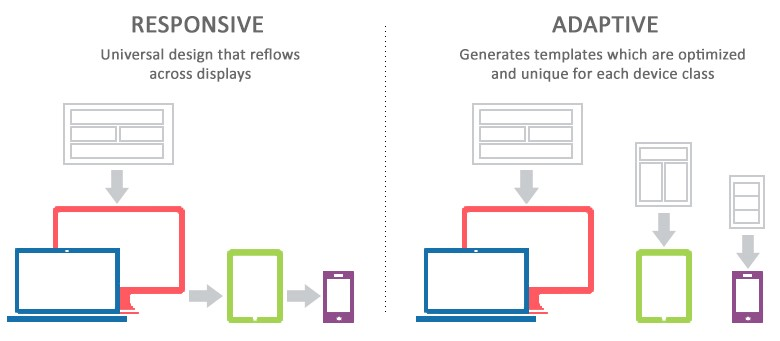 RESPONSIVE
Universal design that reflows
across displays
ADAPTIVE
Generates templates which are optimized
and unique for each device class